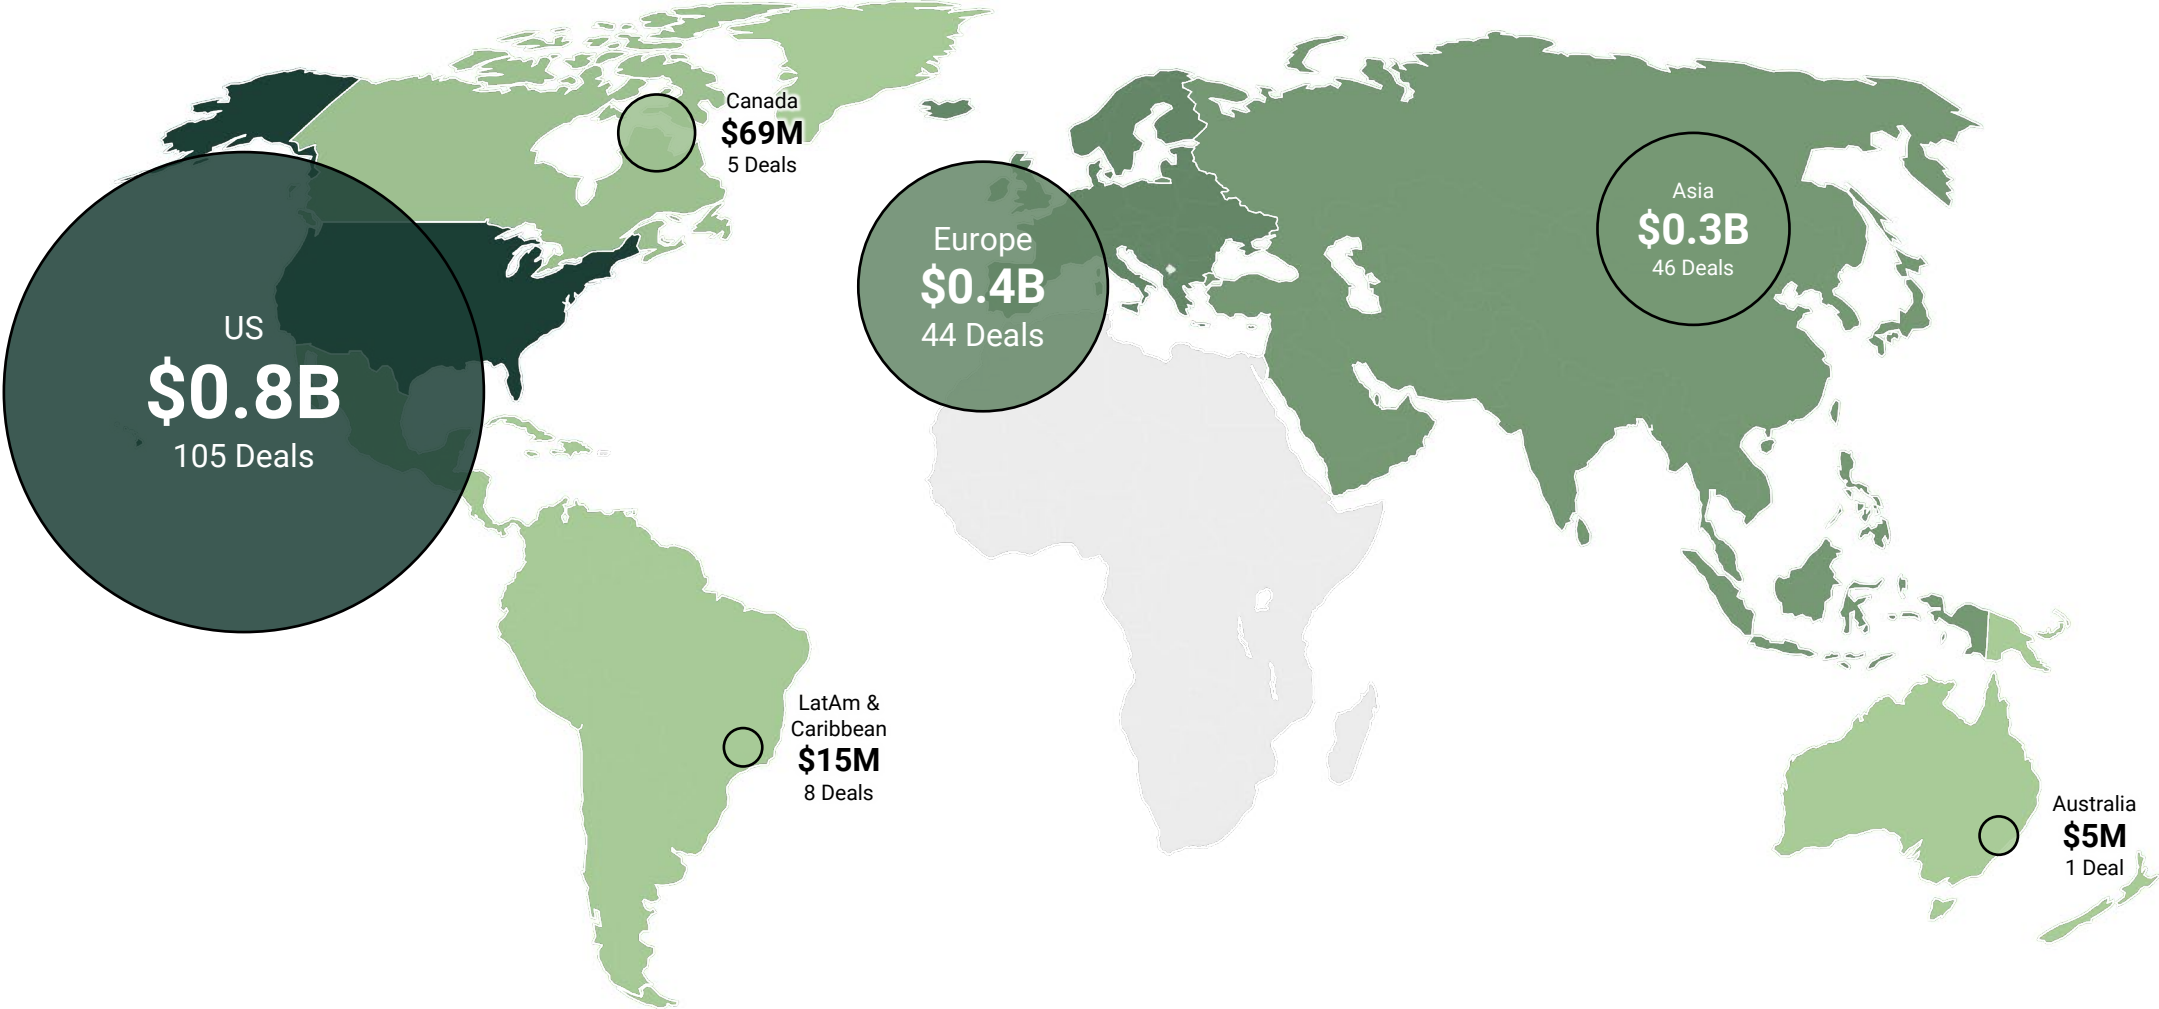 Canada
$69M
5 Deals
Asia
$0.3B
46 Deals
Europe
$0.4B
44 Deals
US
$0.8B
105 Deals
LatAm &
Caribbean
$15M
8 Deals
Australia
$5M
1 Deal